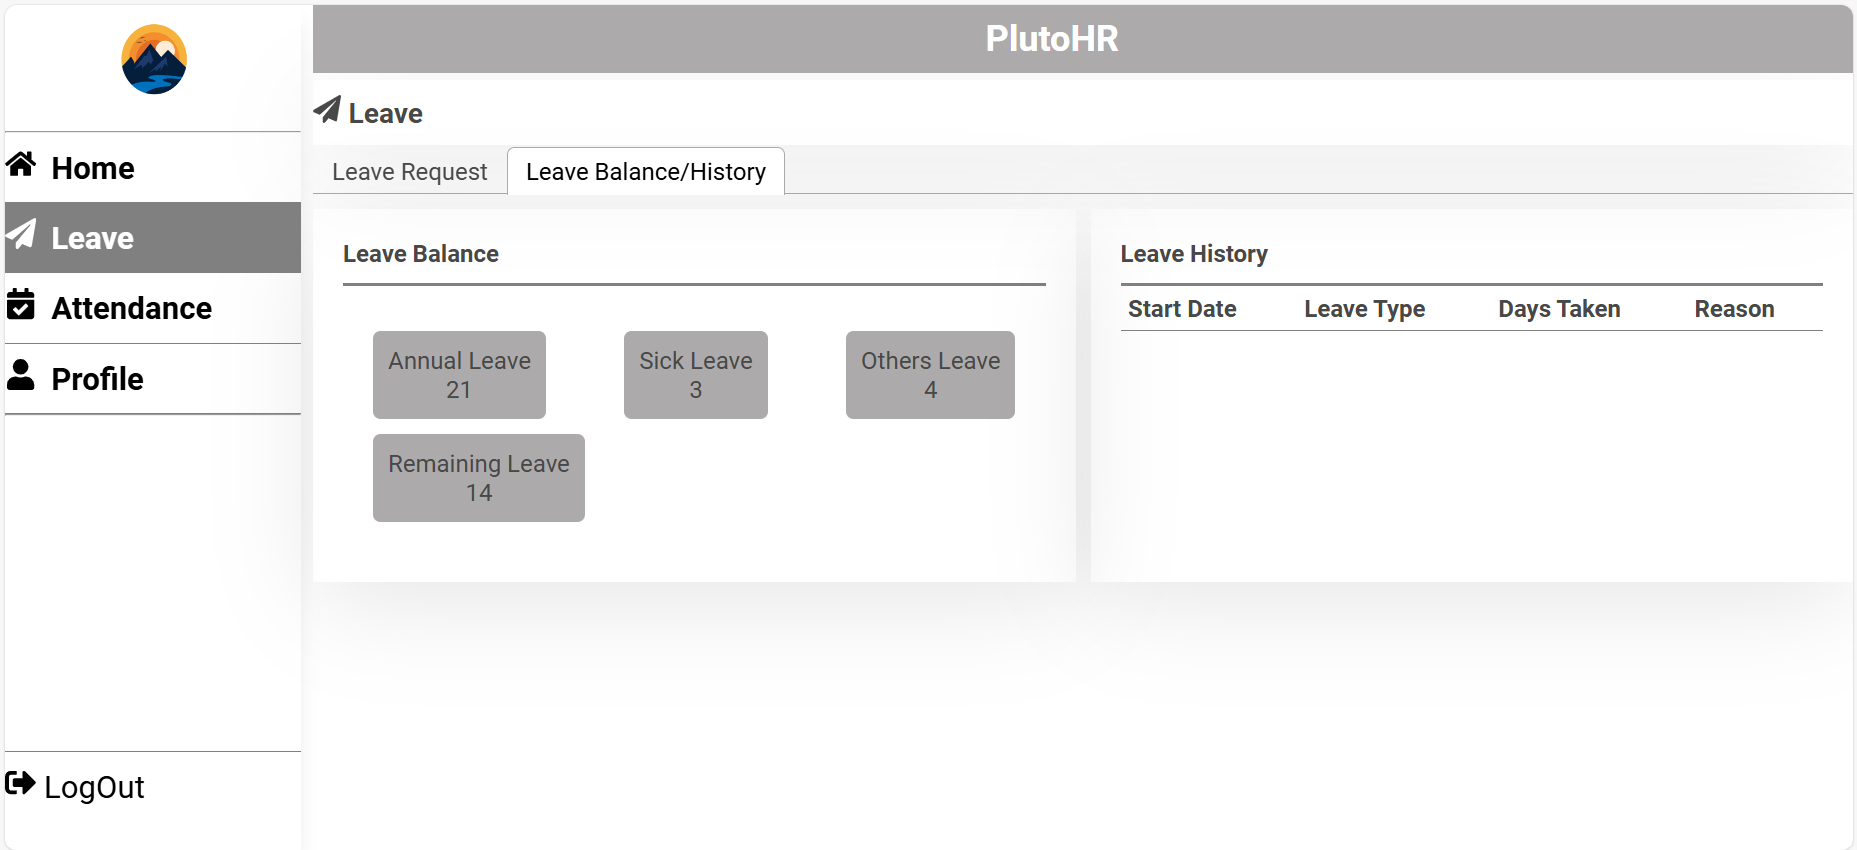 PlutoHR
Home
Leave
Attendance
Profile
LogOut
Leave
Leave Request
Leave Balance/History
Leave Balance
Annual Leave
21
Sick Leave
3
Others Leave
4
Remaining Leave
14
Leave History
Start Date Leave Type Days Taken Reason